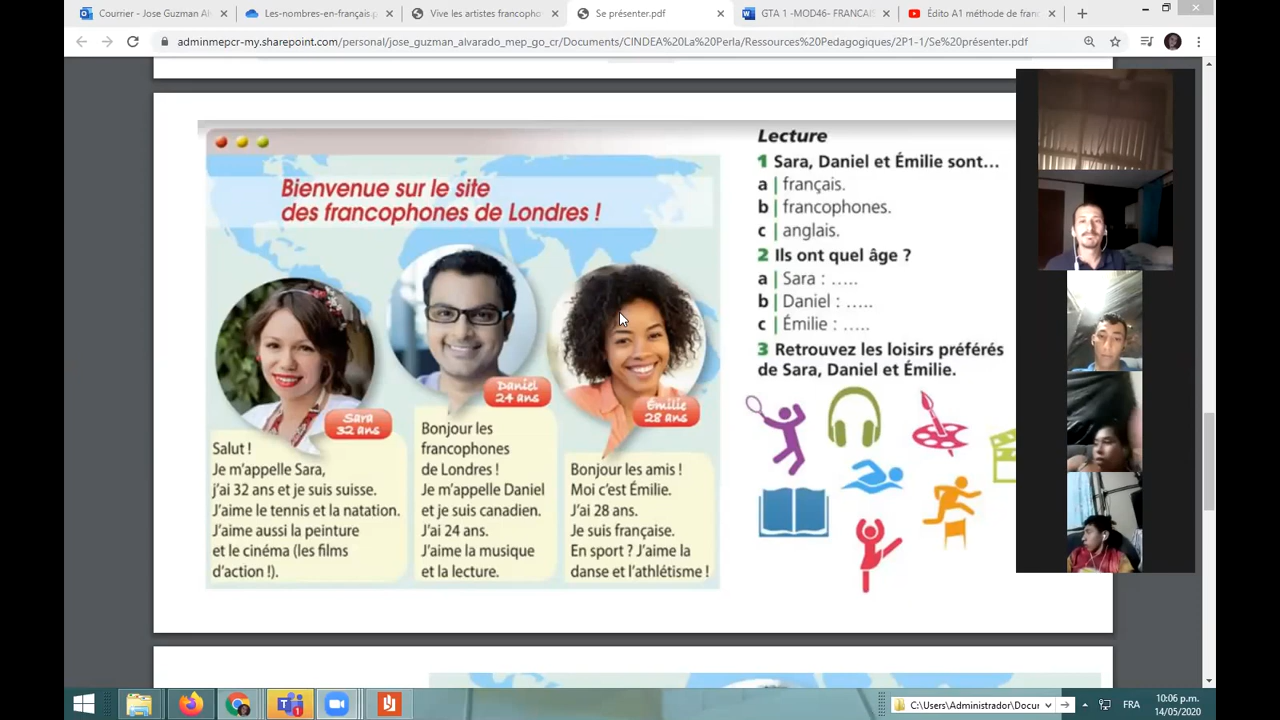 Courrier - Jose Guzman Al
Les-nombres-en-français.p
Vive les artistes francopho
Se présenter.pdf
GTA 1 -MOD46- FRANCAIS
Édito A1 méthode de fran
adminmepcr-my.sharepoint.com/personal/jose_guzman_alvarado_mep_go_cr/Documents/CINDEA%20La%20Perla/Ressources%20Pedagogiques/2P1-1/Se%20présenter.pdf
Bienvenue sur le site
des francophones de Londres !
Sara
32 ans
Salut !
Je m'appelle Sara,
j'ai 32 ans et je suis suisse.
J'aime le tennis et la natation.
J'aime aussi la peinture
et le cinéma (les films
d'action !).
Daniel
24 ans
Bonjour les
francophones
de Londres !
Je m'appelle Daniel
et je suis canadien.
J'ai 24 ans.
J'aime la musique
et la lecture.
Émilie
28 ans
Bonjour les amis !
Moi c'est Émilie.
J'ai 28 ans.
Je suis française.
En sport ? J'aime la
danse et l'athlétisme !
Lecture
1 Sara, Daniel et Émilie sont...
a | français.
b | francophones.
c | anglais.
2 Ils ont quel âge ?
a | Sara : .....
b | Daniel : .....
c | Émilie : .....
3 Retrouvez les loisirs préférés
de Sara, Daniel et Émilie.
1
C:\Users\Administrador\Docur
FRA
10:06 p.m.
14/05/2020